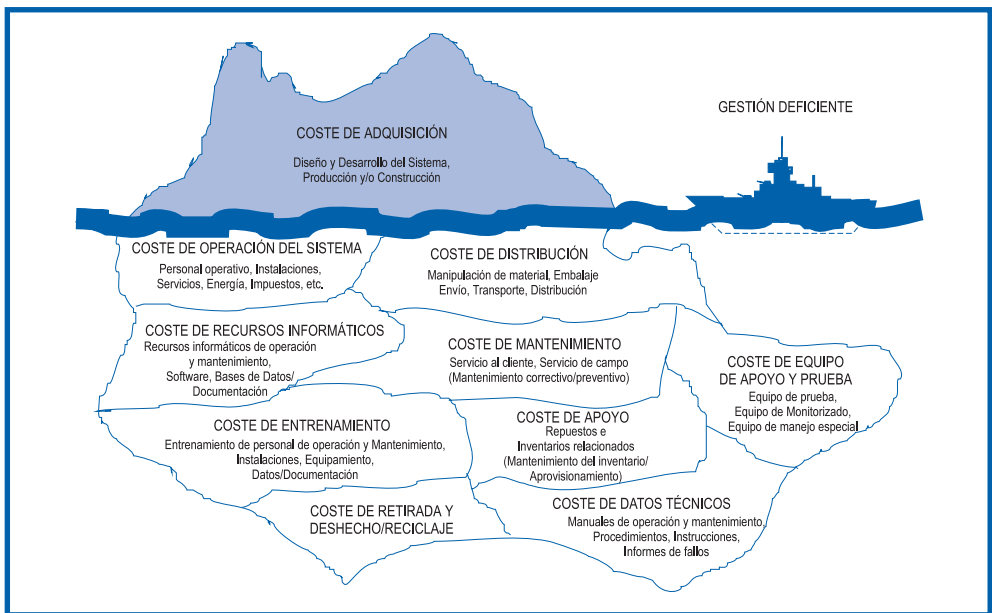 GESTIÓN DEFICIENTE
COSTE DE ADQUISICIÓN
Diseño y Desarrollo del Sistema,
Producción y/o Construcción
COSTE DE OPERACIÓN DEL SISTEMA
Personal operativo, Instalaciones,
Servicios, Energía, Impuestos, etc.
COSTE DE DISTRIBUCIÓN
Manipulación de material, Embalaje
Envío, Transporte, Distribución
COSTE DE RECURSOS INFORMÁTICOS
Recursos informáticos de operación
y mantenimiento,
Software, Bases de Datos/
Documentación
COSTE DE MANTENIMIENTO
Servicio al cliente, Servicio de campo
(Mantenimiento correctivo/preventivo)
COSTE DE EQUIPO
DE APOYO Y PRUEBA
Equipo de prueba,
Equipo de Monitorizado,
Equipo de manejo especial
COSTE DE ENTRENAMIENTO
Entrenamiento de personal de operación y Mantenimiento,
Instalaciones, Equipamiento,
Datos/Documentación
COSTE DE APOYO
Repuestos e
Inventarios relacionados
(Mantenimiento del inventario/
Aprovisionamiento)
COSTE DE RETIRADA Y
DESHECHO/RECICLAJE
COSTE DE DATOS TÉCNICOS
Manuales de operación y mantenimiento,
Procedimientos, Instrucciones,
Informes de fallos